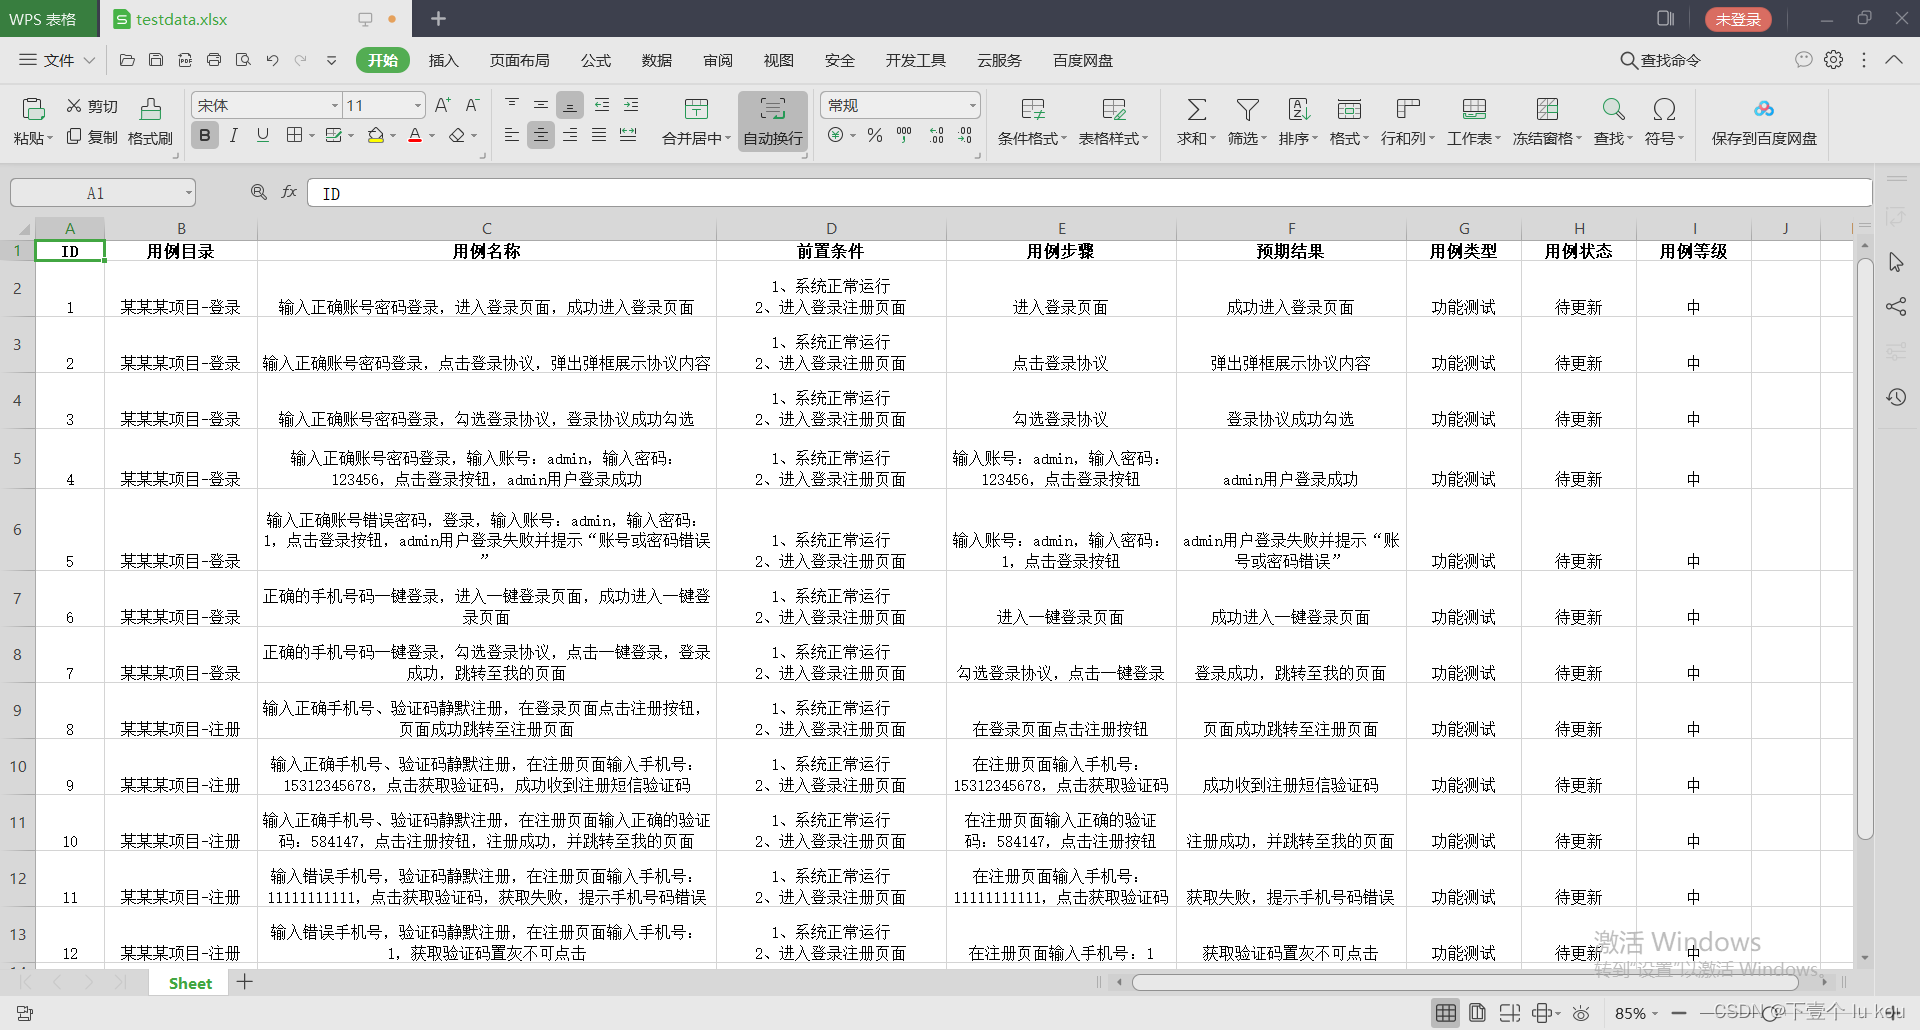 WPS 表格
testdata.xlsx
未登录
文件
开始 插入 页面布局 公式 数据 审阅 视图 安全 开发工具 云服务 百度网盘
查找命令
粘贴 剪切 复制 格式刷
宋体 11
合并居中 自动换行
常规
条件格式 表格样式 求和 筛选 排序 格式 行和列 工作表 冻结窗格 查找 符号 保存到百度网盘
A1 fx ID
A B C D E F G H I J
1 ID 用例目录 用例名称 前置条件 用例步骤 预期结果 用例类型 用例状态 用例等级
2 1、系统正常运行
1 某某某项目-登录 输入正确账号密码登录，进入登录页面，成功进入登录页面 2、进入登录注册页面 进入登录页面 成功进入登录页面 功能测试 待更新 中
3 1、系统正常运行
2 某某某项目-登录 输入正确账号密码登录，点击登录协议，弹出弹框展示协议内容 2、进入登录注册页面 点击登录协议 弹出弹框展示协议内容 功能测试 待更新 中
4 1、系统正常运行
3 某某某项目-登录 输入正确账号密码登录，勾选登录协议，登录协议成功勾选 2、进入登录注册页面 勾选登录协议 登录协议成功勾选 功能测试 待更新 中
5 输入正确账号密码登录，输入账号：admin，输入密码： 1、系统正常运行 输入账号：admin，输入密码：
4 某某某项目-登录 123456，点击登录按钮，admin用户登录成功 2、进入登录注册页面 123456，点击登录按钮 admin用户登录成功 功能测试 待更新 中
6 输入正确账号错误密码，登录，输入账号：admin，输入密码：
1，点击登录按钮，admin用户登录失败并提示“账号或密码错误 1、系统正常运行 输入账号：admin，输入密码： admin用户登录失败并提示“账
5 某某某项目-登录 ” 2、进入登录注册页面 1，点击登录按钮 号或密码错误” 功能测试 待更新 中
7 正确的手机号码一键登录，进入一键登录页面，成功进入一键登 1、系统正常运行
6 某某某项目-登录 录页面 2、进入登录注册页面 进入一键登录页面 成功进入一键登录页面 功能测试 待更新 中
8 正确的手机号码一键登录，勾选登录协议，点击一键登录，登录 1、系统正常运行
7 某某某项目-登录 成功，跳转至我的页面 2、进入登录注册页面 勾选登录协议，点击一键登录 登录成功，跳转至我的页面 功能测试 待更新 中
9 输入正确手机号、验证码静默注册，在登录页面点击注册按钮， 1、系统正常运行
8 某某某项目-注册 页面成功跳转至注册页面 2、进入登录注册页面 在登录页面点击注册按钮 页面成功跳转至注册页面 功能测试 待更新 中
10 输入正确手机号、验证码静默注册，在注册页面输入手机号： 1、系统正常运行 在注册页面输入手机号：
9 某某某项目-注册 15312345678，点击获取验证码，成功收到注册短信验证码 2、进入登录注册页面 15312345678，点击获取验证码 成功收到注册短信验证码 功能测试 待更新 中
11 输入正确手机号、验证码静默注册，在注册页面输入正确的验证 1、系统正常运行 在注册页面输入正确的验证
10 某某某项目-注册 码：584147，点击注册按钮，注册成功，并跳转至我的页面 2、进入登录注册页面 码：584147，点击注册按钮 注册成功，并跳转至我的页面 功能测试 待更新 中
12 输入错误手机号，验证码静默注册，在注册页面输入手机号： 1、系统正常运行 在注册页面输入手机号：
11 某某某项目-注册 11111111111，点击获取验证码，获取失败，提示手机号码错误 2、进入登录注册页面 11111111111，点击获取验证码 获取失败，提示手机号码错误 功能测试 待更新 中
13 输入错误手机号，验证码静默注册，在注册页面输入手机号： 1、系统正常运行
12 某某某项目-注册 1，获取验证码置灰不可点击 2、进入登录注册页面 在注册页面输入手机号：1 获取验证码置灰不可点击 功能测试 待更新 中
激活 Windows
转到“设置”以激活 Windows。
Sheet
85%
CSDN @下壹个 lu kou